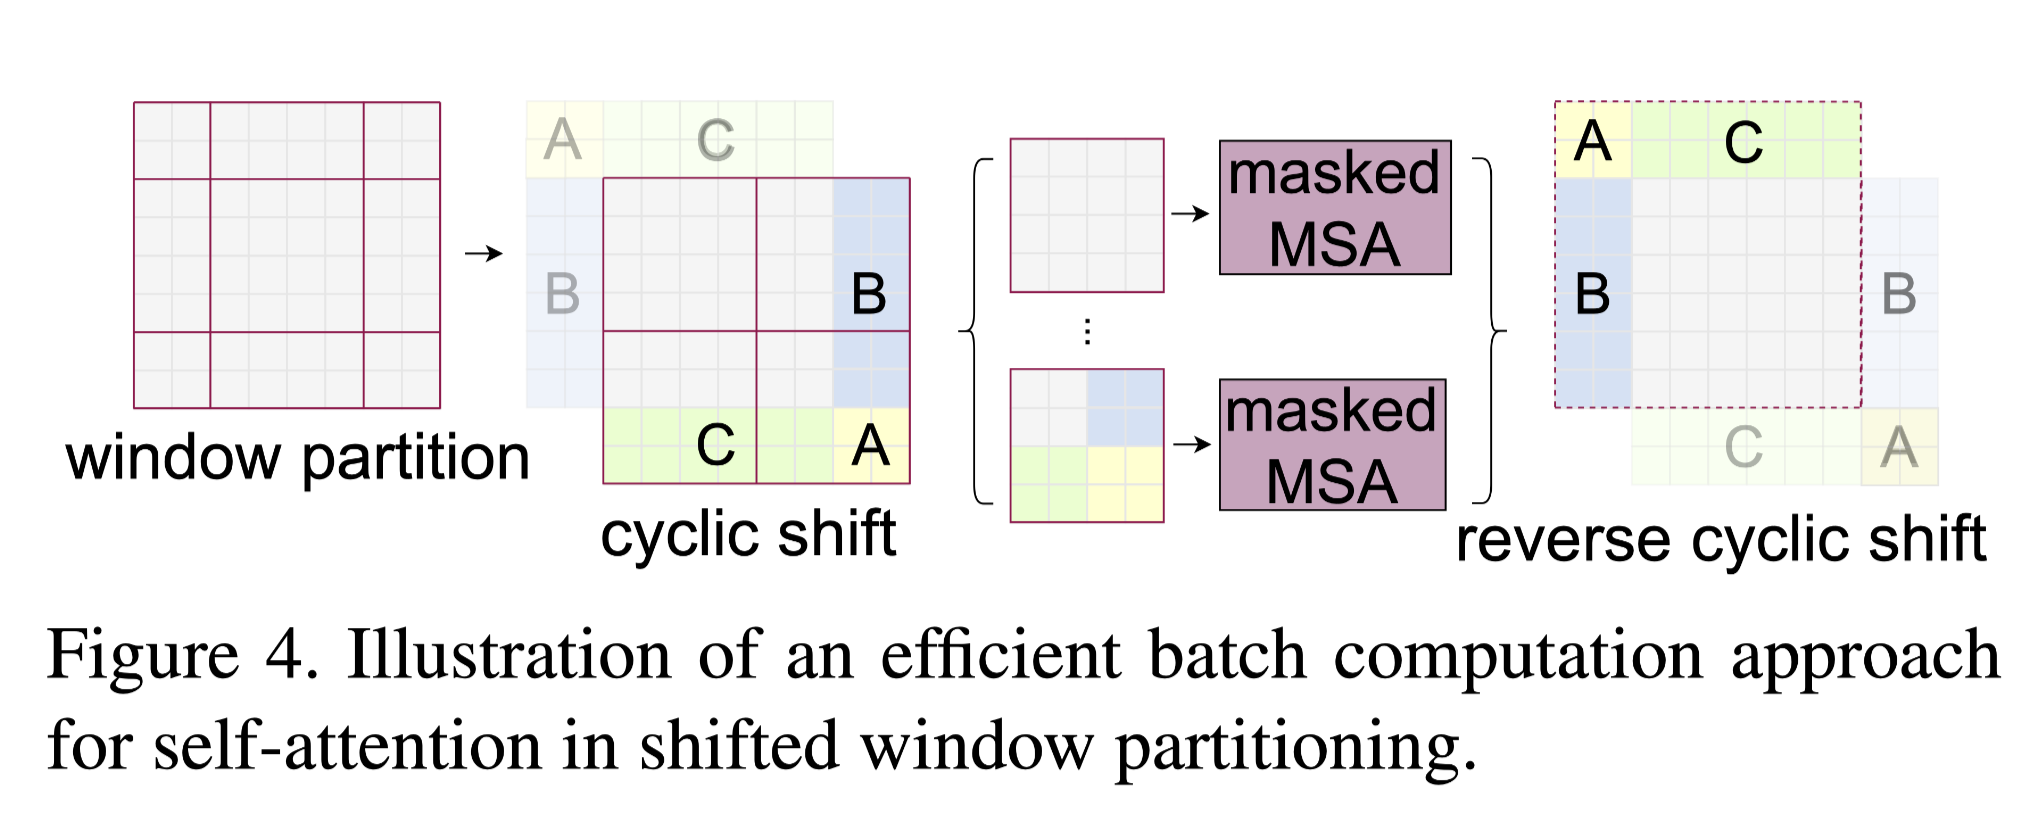 A C
B
B
C A
window partition
cyclic shift
masked
MSA
⋮
masked
MSA
A C
B
B
C A
reverse cyclic shift
Figure 4. Illustration of an efficient batch computation approach
for self-attention in shifted window partitioning.